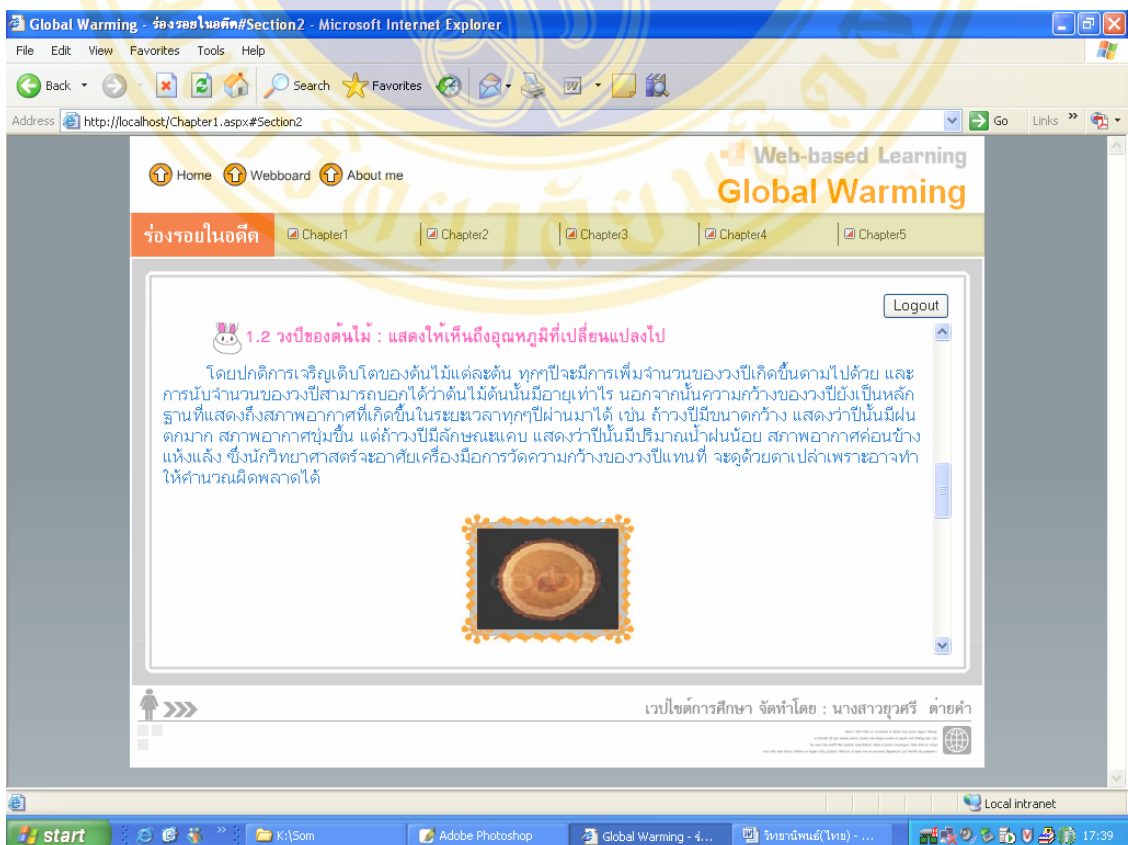 Global Warming - ร่องรอยในอดีต#Section2 - Microsoft Internet Explorer
File Edit View Favorites Tools Help
Back Search Favorites
Address http://localhost/Chapter1.aspx#Section2 Go Links
Home Webboard About me
Web-based Learning
Global Warming
ร่องรอยในอดีต Chapter1 Chapter2 Chapter3 Chapter4 Chapter5
Logout
1.2 วงปีของต้นไม้ : แสดงให้เห็นถึงอุณหภูมิที่เปลี่ยนแปลงไป
โดยปกติการเจริญเติบโตของต้นไม้แต่ละต้น ทุกๆปีจะมีการเพิ่มจำนวนของวงปีเกิดขึ้นตามไปด้วย และ
การนับจำนวนของวงปีสามารถบอกได้ว่าต้นไม้ต้นนั้นมีอายุเท่าไร นอกจากนั้นความกว้างของวงปียังเป็นหลัก
ฐานที่แสดงถึงสภาพอากาศที่เกิดขึ้นในระยะเวลาทุกๆปีผ่านมาได้ เช่น ถ้าวงปีมีขนาดกว้าง แสดงว่าปีนั้นมีฝน
ตกมาก สภาพอากาศชุ่มชื้น แต่ถ้าวงปีมีลักษณะแคบ แสดงว่าปีนั้นมีปริมาณน้ำฝนน้อย สภาพอากาศค่อนข้าง
แห้งแล้ง ซึ่งนักวิทยาศาสตร์จะอาศัยเครื่องมือการวัดความกว้างของวงปีแทนที่ จะดูด้วยตาเปล่าเพราะอาจทำ
ให้คำนวณผิดพลาดได้
corbis
เวปไซต์การศึกษา จัดทำโดย : นางสาวยุวศรี ต่ายคำ
Local intranet
start K:\Som Adobe Photoshop Global Warming - ร่... วิทยานิพนธ์(ไทย) - ... 17:39